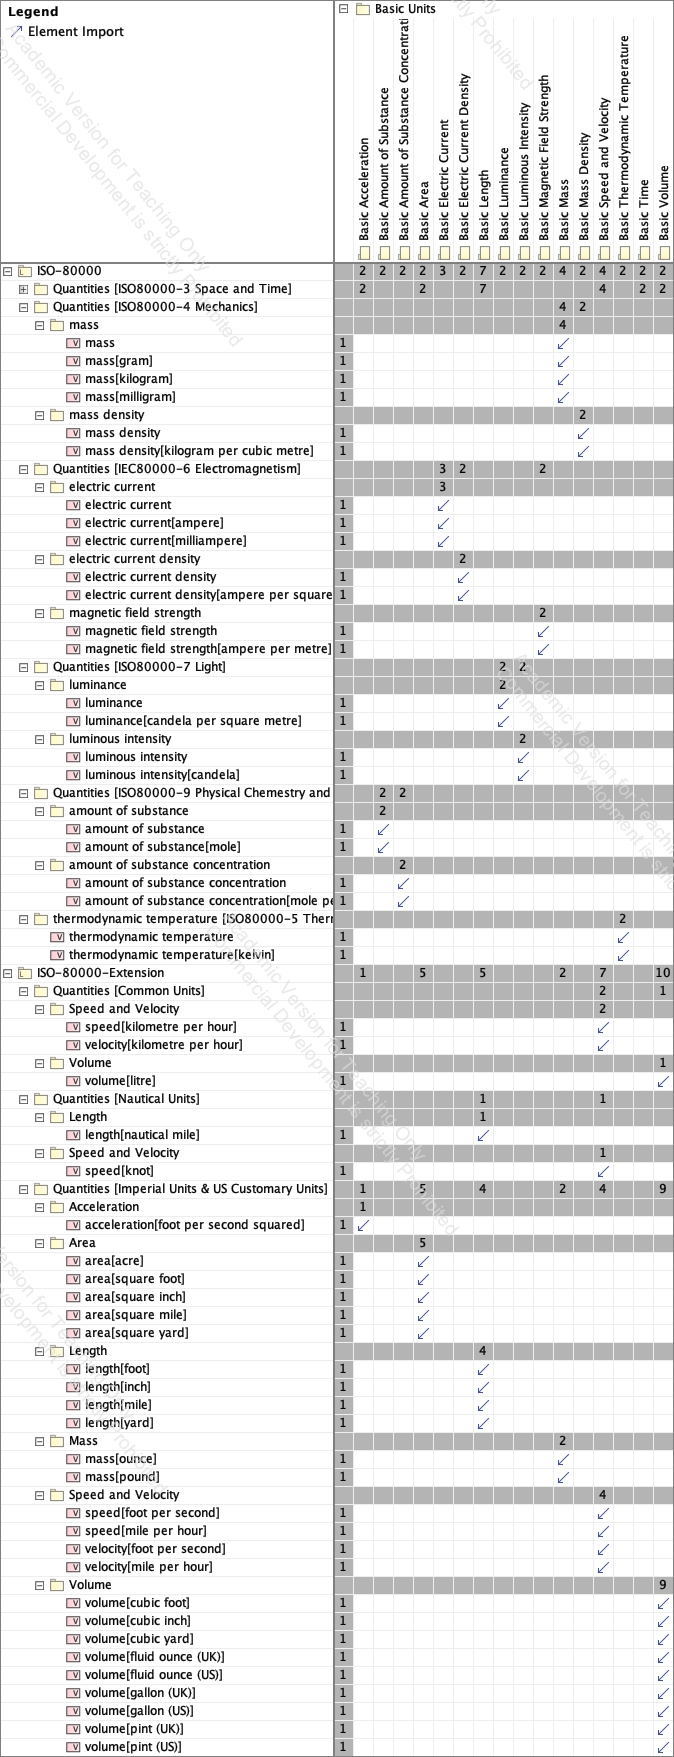 Legend
Element Import
Basic Units
Basic Acceleration
Basic Amount of Substance
Basic Amount of Substance Concentrati
Basic Area
Basic Electric Current
Basic Electric Current Density
Basic Length
Basic Luminance
Basic Luminous Intensity
Basic Magnetic Field Strength
Basic Mass
Basic Mass Density
Basic Speed and Velocity
Basic Thermodynamic Temperature
Basic Time
Basic Volume
ISO-80000 2 2 2 2 3 2 7 2 2 2 4 2 4 2 2 2
Quantities [ISO80000-3 Space and Time] 2 2 7 4 2 2
Quantities [ISO80000-4 Mechanics] 4 2
mass 4
mass 1
mass[gram] 1
mass[kilogram] 1
mass[milligram] 1
mass density 2
mass density 1
mass density[kilogram per cubic metre] 1
Quantities [IEC80000-6 Electromagnetism] 3 2 2
electric current 3
electric current 1
electric current[ampere] 1
electric current[milliampere] 1
electric current density 2
electric current density 1
electric current density[ampere per square 1
magnetic field strength 2
magnetic field strength 1
magnetic field strength[ampere per metre] 1
Quantities [ISO80000-7 Light] 2 2
luminance 2
luminance 1
luminance[candela per square metre] 1
luminous intensity 2
luminous intensity 1
luminous intensity[candela] 1
Quantities [ISO80000-9 Physical Chemestry and 2 2
amount of substance 2
amount of substance 1
amount of substance[mole] 1
amount of substance concentration 2
amount of substance concentration 1
amount of substance concentration[mole pe 1
thermodynamic temperature [ISO80000-5 Ther 2
thermodynamic temperature 1
thermodynamic temperature[kelvin] 1
ISO-80000-Extension 1 5 5 2 7 10
Quantities [Common Units] 2 1
Speed and Velocity 2
speed[kilometre per hour] 1
velocity[kilometre per hour] 1
Volume 1
volume[litre] 1
Quantities [Nautical Units] 1 1
Length 1
length[nautical mile] 1
Speed and Velocity 1
speed[knot] 1
Quantities [Imperial Units & US Customary Units] 1 5 4 2 4 9
Acceleration 1
acceleration[foot per second squared] 1
Area 5
area[acre] 1
area[square foot] 1
area[square inch] 1
area[square mile] 1
area[square yard] 1
Length 4
length[foot] 1
length[inch] 1
length[mile] 1
length[yard] 1
Mass 2
mass[ounce] 1
mass[pound] 1
Speed and Velocity 4
speed[foot per second] 1
speed[mile per hour] 1
velocity[foot per second] 1
velocity[mile per hour] 1
Volume 9
volume[cubic foot] 1
volume[cubic inch] 1
volume[cubic yard] 1
volume[fluid ounce (UK)] 1
volume[fluid ounce (US)] 1
volume[gallon (UK)] 1
volume[gallon (US)] 1
volume[pint (UK)] 1
volume[pint (US)] 1
Academic Version for Teaching Only
Commercial Development is strictly Prohibited